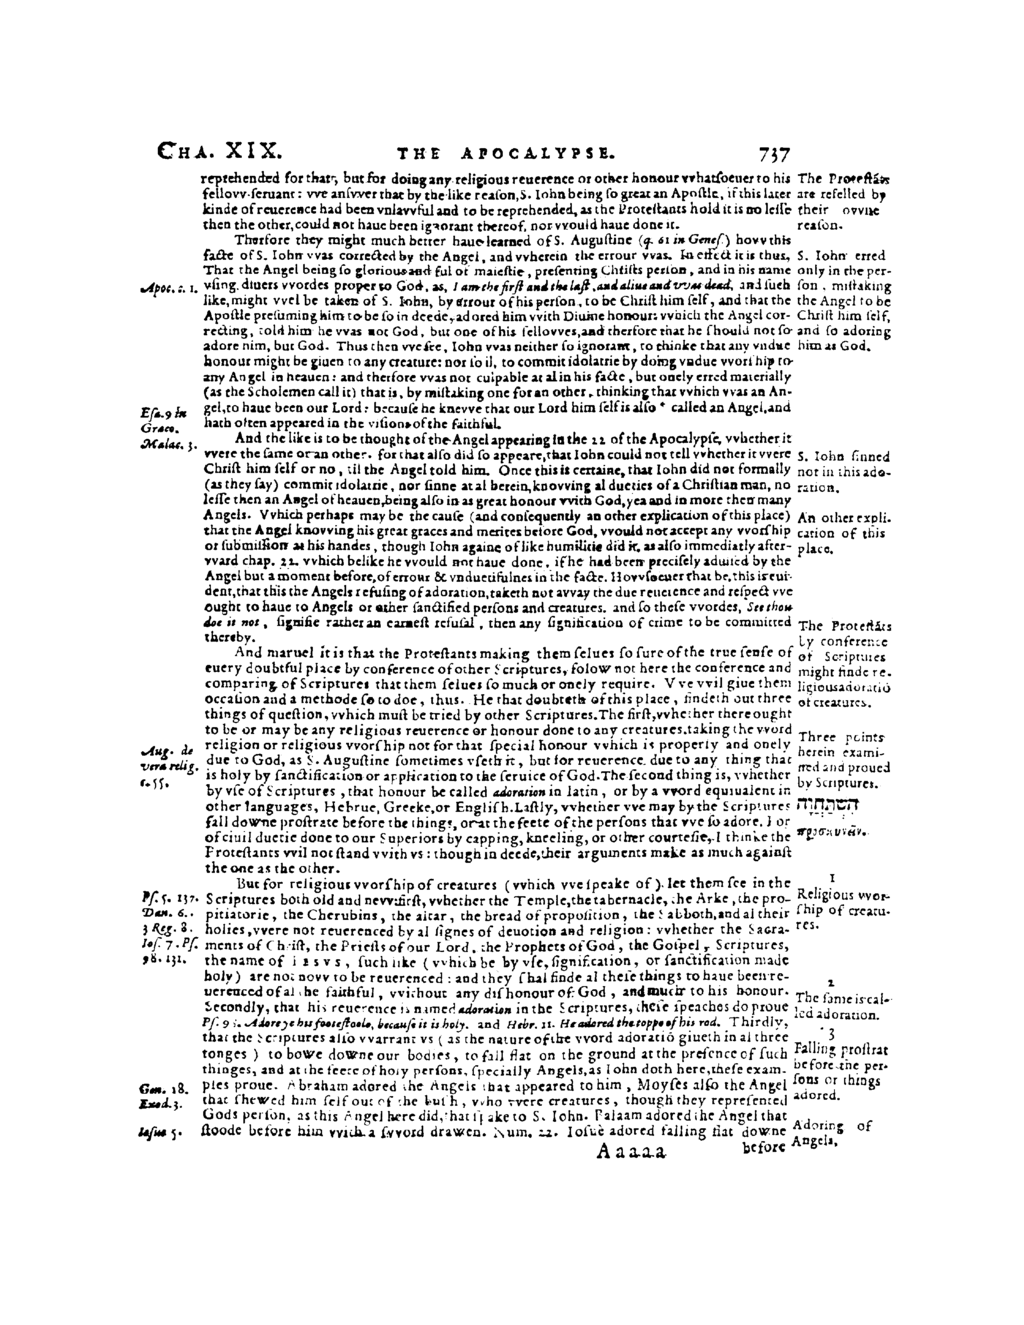 CHA. XIX. THE APOCALYPSE. 737
reprehended for that, but for doing any religious reuerence or other honour vvhatſoeuer to his
fellovv-ſeruant: vve anſvver that by the like reaſon, S. Iohn being ſo great an Apoſtle, if this later
kinde of reuerence had been vnlavvful and to be reprehended, as the Proteſtants hold it is no leſſe
then the other, could not haue been ignorant thereof, nor vvould haue done it.
The Proteſtãts
are refelled by
their ovvne
reaſon.
Therfore they might much better haue learned of S. Auguſtine (q. 61 in Geneſ.) hovv this
facte of S. Iohn vvas corrected by the Angel, and vvherein the errour vvas. In effect it is thus,
That the Angel being ſo glorious and ful of maieſtie, preſenting Chriſts perſon, and in his name
vſing diuers vvordes proper to God, as, I am the firſt and the laſt, and aliue and vvas dead, and ſuch
like, might vvel be taken of S. Iohn, by errour of his perſon, to be Chriſt him ſelf, and that the
Apoſtle preſuming him to be ſo in deede, adored him vvith Diuine honour: vvhich the Angel cor-
recting, told him he vvas not God, but one of his fellovves, and therfore that he ſhould not ſo
adore him, but God. Thus then vve ſee, Iohn vvas neither ſo ignorant, to thinke that any vndue
honour might be giuen to any creature: nor ſo il, to commit idolatrie by doing vndue vvorſhip to
any Angel in heauen: and therfore vvas not culpable at al in his facte, but onely erred materially
(as the Scholemen call it) that is, by miſtaking one for an other, thinking that vvhich vvas an An-
gel, to haue been our Lord: becauſe he knevve that our Lord him ſelf is alſo * called an Angel, and
hath often appeared in the viſions of the faithful.
Apoc. c. 1.
Eſa. 9 in
Græco.
Malac. 3.
S. Iohn erred
only in the per-
ſon, miſtaking
the Angel to be
Chriſt him ſelf,
and ſo adoring
him as God.
And the like is to be thought of the Angel appearing in the 22 of the Apocalypſe, vvhether it
vvere the ſame or an other. for that alſo did ſo appeare, that Iohn could not tell vvhether it vvere
Chriſt him ſelf or no, til the Angel told him. Once this is certaine, that Iohn did not formally
(as they ſay) commit idolatrie, nor ſinne at al herein, knovving al dueties of a Chriſtian man, no
leſſe then an Angel of heauen, being alſo in as great honour vvith God, yea and in more then many
Angels. Vvhich perhaps may be the cauſe (and conſequently an other explication of this place)
that the Angel knovving his great graces and merites before God, vvould not accept any vvorſhip
or ſubmiſſion at his handes, though Iohn againe of like humilitie did it, as alſo immediatly after-
vvard chap. 22. vvhich belike he vvould not haue done, if he had been preciſely aduiſed by the
Angel but a moment before, of errour & vnduetifulnes in the facte. Hovvſoeuer that be, this is eui-
dent, that this the Angels refuſing of adoration, taketh not avvay the due reuerence and reſpect vve
ought to haue to Angels or other ſanctified perſons and creatures. and ſo theſe vvordes, See thou
doe it not, ſignifie rather an earneſt refuſal, then any ſignification of crime to be committed
thereby.
S. Iohn ſinned
not in this ado-
ration.
An other expli-
cation of this
place.
And maruel it is that the Proteſtants making them ſelues ſo ſure of the true ſenſe of
euery doubtful place by conference of other Scriptures, folow not here the conference and
comparing of Scriptures that them ſelues ſo much or onely require. Vve vvil giue them
occaſion and a methode ſo to doe, thus. He that doubteth of this place, findeth out three
things of queſtion, vvhich muſt be tried by other Scriptures. The firſt, vvhether there ought
to be or may be any religious reuerence or honour done to any creatures, taking the vvord
religion or religious vvorſhip not for that ſpecial honour vvhich is properly and onely
due to God, as S. Auguſtine ſometimes vſeth it, but for reuerence due to any thing that
is holy by ſanctification or application to the ſeruice of God. The ſecond thing is, vvhether
by vſe of Scriptures, that honour be called adoration in latin, or by a vvord equiualent in
other languages, Hebrue, Greeke, or Engliſh. Laſtly, vvhether vve may by the Scriptures
fall dovvne proſtrate before the things, or at the feete of the perſons that vve ſo adore. For
of ciuil duetie done to our Superiors by capping, kneeling, or other courteſie, I thinke the
Proteſtants vvil not ſtand vvith vs: though in deede, their arguments make as much againſt
the one as the other.
Aug. de
vera relig.
c. 55.
The Proteſtãts
by conference
of Scriptures
might finde re-
ligious adoratiõ
of creatures.
Three points
herein exami-
ned and proued
by Scriptures.
השתחוה
προσκυνεῖν.
But for religious vvorſhip of creatures (vvhich vve ſpeake of) let them ſee in the
Scriptures both old and nevv: firſt, vvhether the Temple, the tabernacle, the Arke, the pro-
pitiatorie, the Cherubins, the altar, the bread of propoſition, the Sabboth, and al their
holies, vvere not reuerenced by al ſignes of deuotion and religion: vvhether the Sacra-
ments of Chriſt, the Prieſts of our Lord, the Prophets of God, the Goſpel, Scriptures,
the name of IESVS, ſuch like (vvhich be by vſe, ſignification, or ſanctification made
holy) are not novv to be reuerenced: and they ſhal finde al theſe things to haue been re-
uerenced of al the faithful, vvithout any diſhonour of God, and much to his honour.
Secondly, that his reuerence is named adoration in the Scriptures, theſe ſpeaches do proue,
Pſ. 98. Adore ye his footeſtoole, becauſe it is holy. and Hebr. 11. He adored the toppe of his rod. Thirdly,
that the Scriptures alſo vvarrant vs (as the nature of the vvord adoratiõ giueth in al three
tonges) to bowe dovvne our bodies, to fall flat on the ground at the preſence of ſuch
thinges, and at the feete of holy perſons, ſpecially Angels, as Iohn doth here, theſe exam-
ples proue. Abraham adored the Angels that appeared to him, Moyſes alſo the Angel
that ſhevved him ſelf out of the buſh, vvho vvere creatures, though they repreſented
Gods perſon, as this Angel here did, that ſpake to S. Iohn. Balaam adored the Angel that
ſtoode before him vvith a ſvvord drawen. Num. 22. Ioſuè adored falling flat downe
Pſ. 5. 137.
Dan. 6.
3 Reg. 8.
Ioſ. 7. Pſ.
98. 131.
Gen. 18.
Exod. 3.
Ioſue 5.
1
Religious vvor-
ſhip of creatu-
res.
2
The ſame is cal-
led adoration.
3
Falling proſtrat
before the per-
ſons or things
adored.
Adoring of
Angels,
Aaaaa before